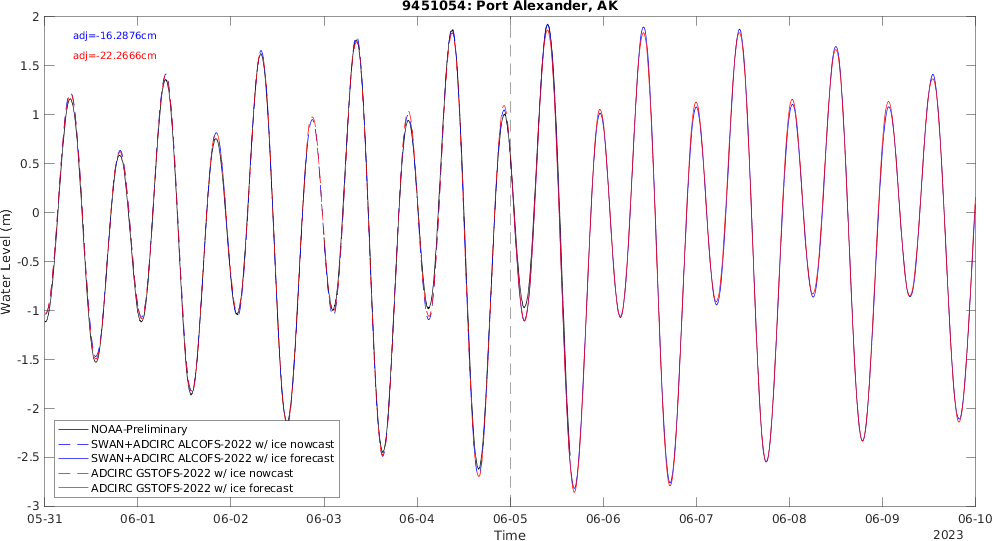 9451054: Port Alexander, AK
adj=-16.2876cm
adj=-22.2666cm
2
1.5
1
0.5
0
-0.5
-1
-1.5
-2
-2.5
-3
Water Level (m)
NOAA-Preliminary
SWAN+ADCIRC ALCOFS-2022 w/ ice nowcast
SWAN+ADCIRC ALCOFS-2022 w/ ice forecast
ADCIRC GSTOFS-2022 w/ ice nowcast
ADCIRC GSTOFS-2022 w/ ice forecast
05-31 06-01 06-02 06-03 06-04 06-05 06-06 06-07 06-08 06-09 06-10
Time
2023